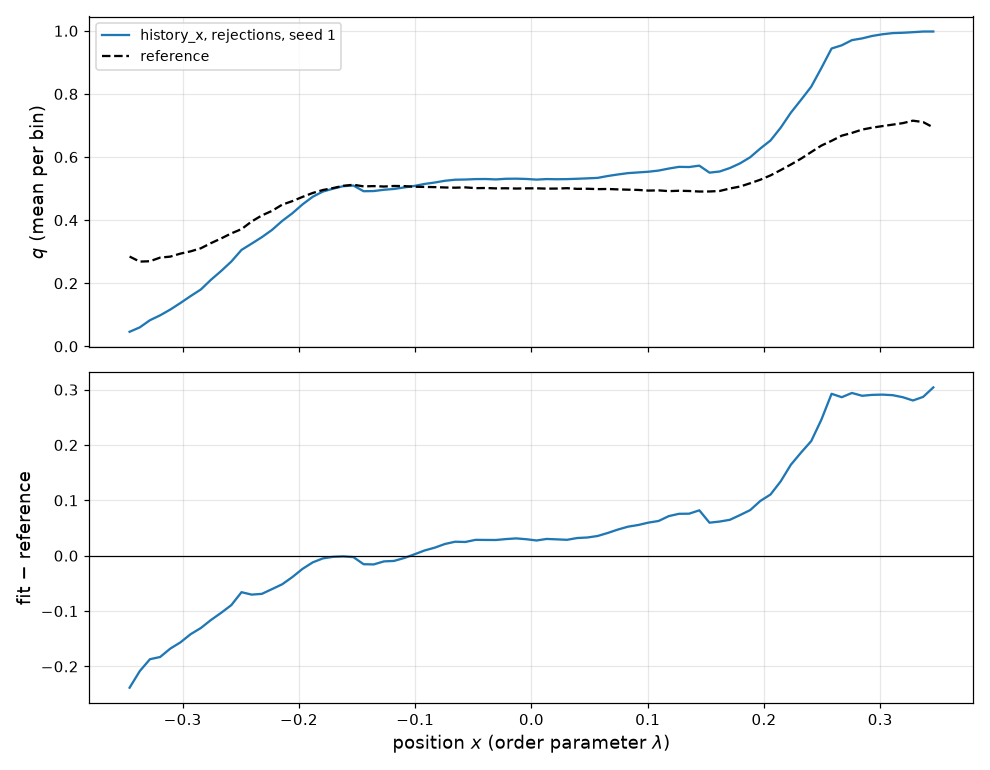 1.0
0.8
0.6
0.4
0.2
0.0
q (mean per bin)
history_x, rejections, seed 1
reference
0.3
0.2
0.1
0.0
−0.1
−0.2
fit − reference
−0.3 −0.2 −0.1 0.0 0.1 0.2 0.3
position x (order parameter λ)